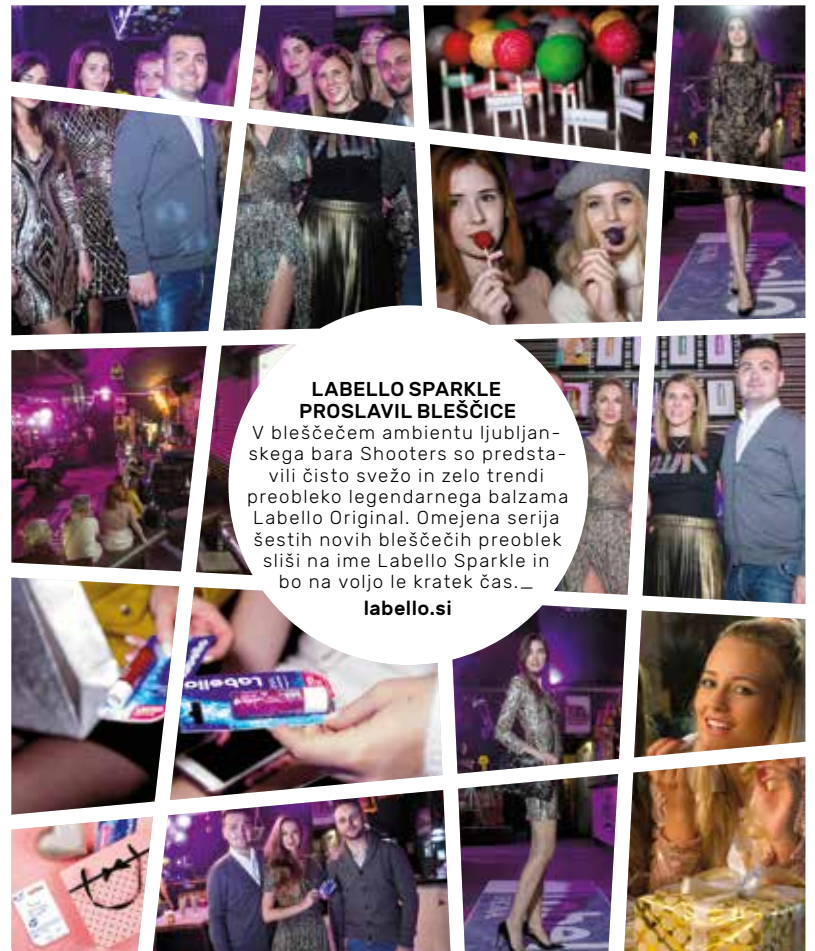 LABELLO SPARKLE
PROSLAVIL BLEŠČICE
V bleščečem ambientu ljubljan-
skega bara Shooters so predsta-
vili čisto svežo in zelo trendi
preobleko legendarnega balzama
Labello Original. Omejena serija
šestih novih bleščečih preoblek
sliši na ime Labello Sparkle in
bo na voljo le kratek čas._
labello.si
Labello